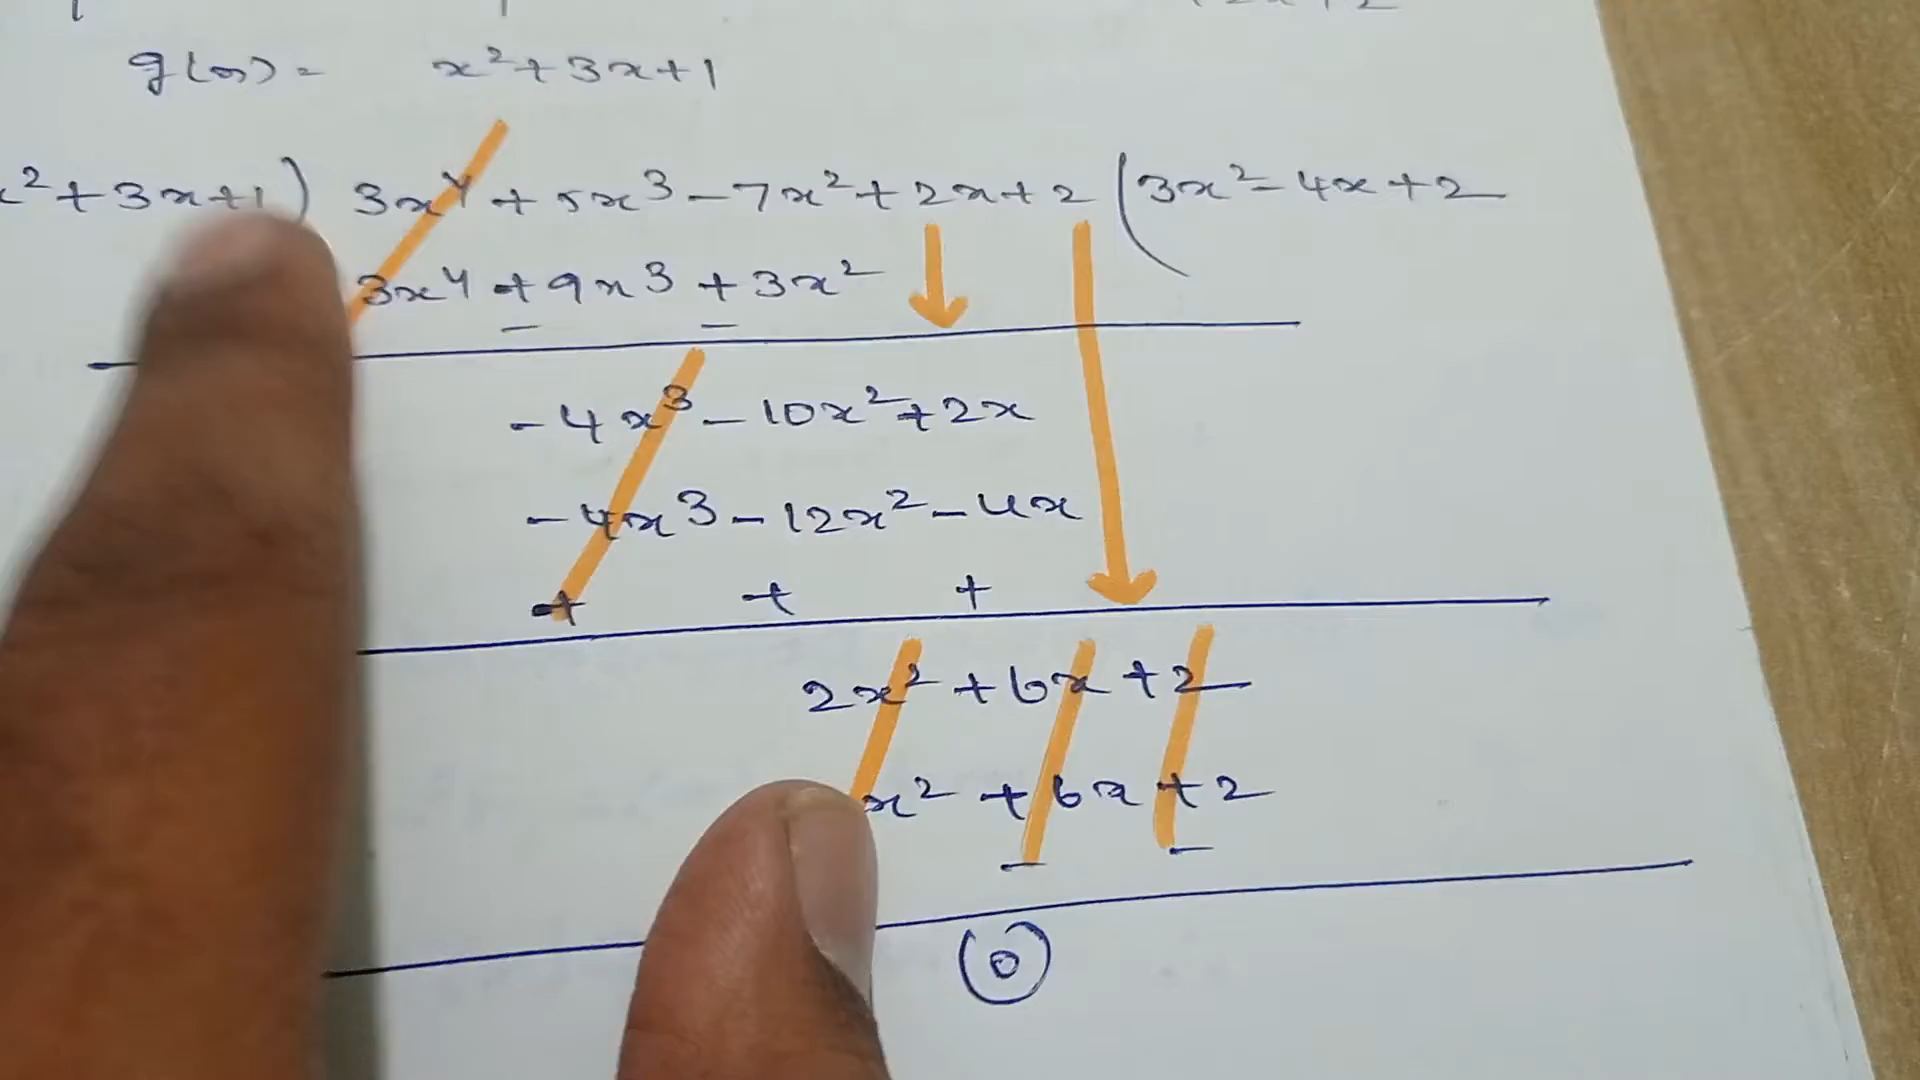 g(x) = x² + 3x + 1
x² + 3x + 1) 3x⁴ + 5x³ - 7x² + 2x + 2 (3x² - 4x + 2
3x⁴ + 9x³ + 3x²
- -
-4x³ - 10x² + 2x
-4x³ - 12x² - 4x
+ + +
2x² + 6x + 2
x² + 6x + 2
- -
0